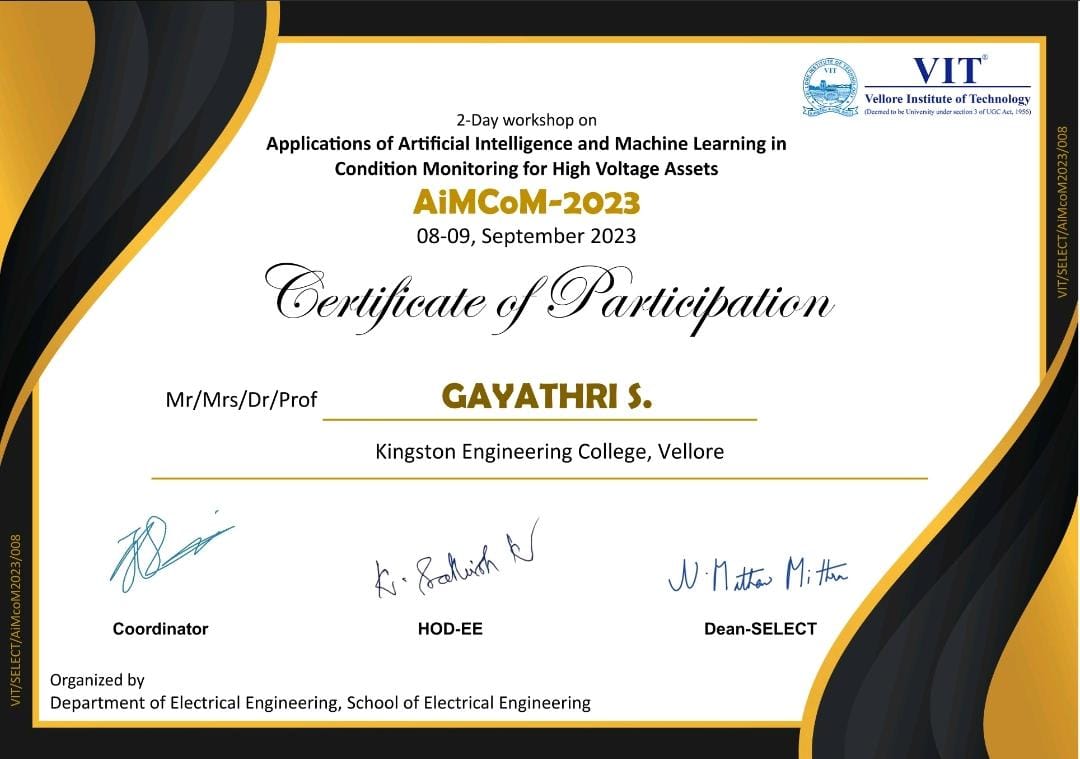 VIT®
Vellore Institute of Technology
(Deemed to be University under section 3 of UGC Act, 1956)
VIT
2-Day workshop on
Applications of Artificial Intelligence and Machine Learning in
Condition Monitoring for High Voltage Assets
AiMCoM-2023
08-09, September 2023
Certificate of Participation
Mr/Mrs/Dr/Prof GAYATHRI S.
Kingston Engineering College, Vellore
Coordinator
HOD-EE
Dean-SELECT
Organized by
Department of Electrical Engineering, School of Electrical Engineering
VIT/SELECT/AiMcoM2023/008
VIT/SELECT/AiMcoM2023/008